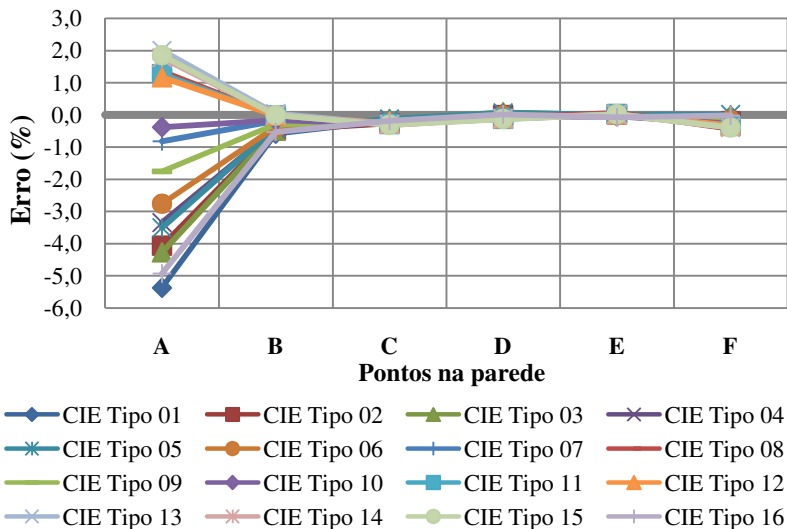 3,0
2,0
1,0
0,0
-1,0
-2,0
-3,0
-4,0
-5,0
-6,0
Erro (%)
A B C D E F
Pontos na parede
CIE Tipo 01 CIE Tipo 02 CIE Tipo 03 CIE Tipo 04
CIE Tipo 05 CIE Tipo 06 CIE Tipo 07 CIE Tipo 08
CIE Tipo 09 CIE Tipo 10 CIE Tipo 11 CIE Tipo 12
CIE Tipo 13 CIE Tipo 14 CIE Tipo 15 CIE Tipo 16